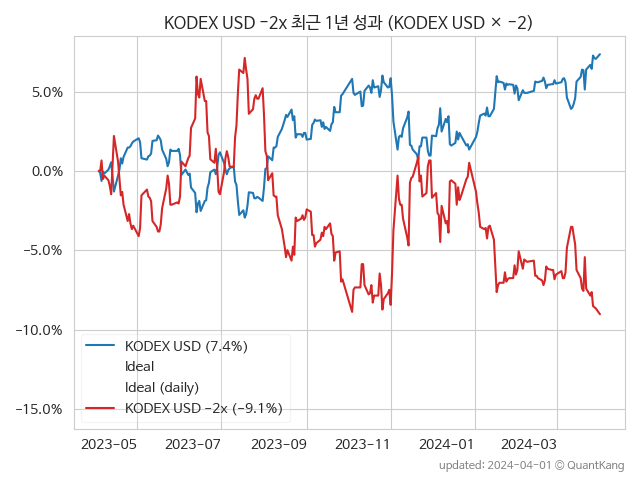 KODEX USD −2x 최근 1년 성과 (KODEX USD × −2)
5.0%
0.0%
−5.0%
−10.0%
−15.0%
KODEX USD (7.4%)
Ideal
Ideal (daily)
KODEX USD −2x (−9.1%)
2023−05 2023−07 2023−09 2023−11 2024−01 2024−03
updated: 2024−04−01 © QuantKang